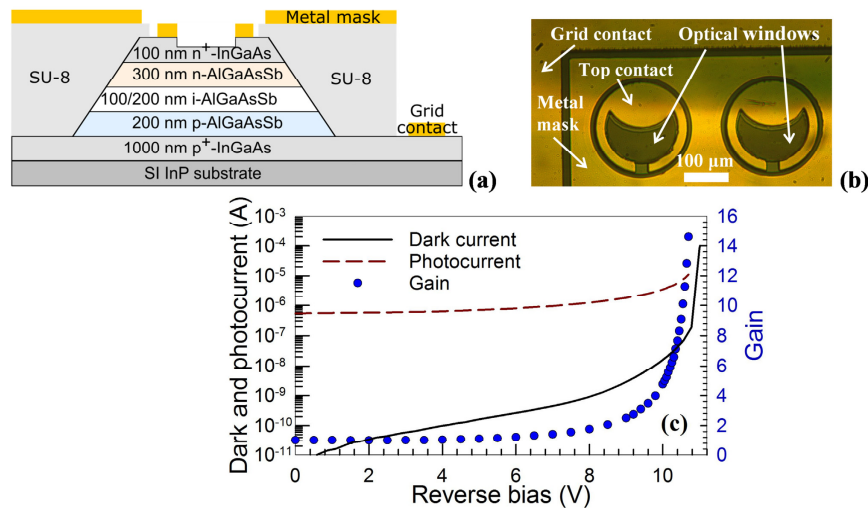 Metal mask
100 nm n⁺-InGaAs
300 nm n-AlGaAsSb
SU-8
SU-8
100/200 nm i-AlGaAsSb
200 nm p-AlGaAsSb
Grid
contact
1000 nm p⁺-InGaAs
SI InP substrate
(a)
Grid contact
Optical windows
Top contact
Metal
mask
100 µm
(b)
Dark and photocurrent (A)
10⁻³
10⁻⁴
10⁻⁵
10⁻⁶
10⁻⁷
10⁻⁸
10⁻⁹
10⁻¹⁰
10⁻¹¹
Dark current
Photocurrent
Gain
(c)
16
14
12
10
8
6
4
2
0
Gain
0 2 4 6 8 10
Reverse bias (V)